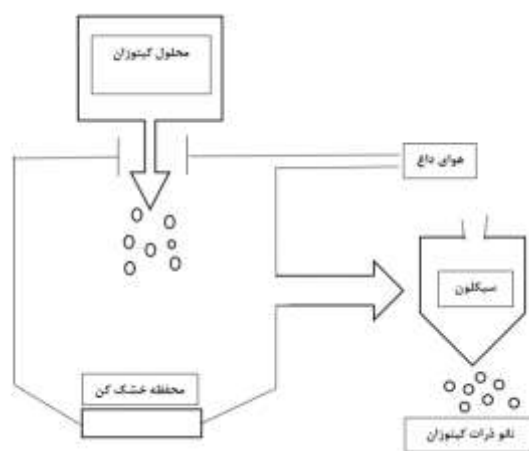 محلول کیتوزان
هوای داغ
سیکلون
محفظه خشک کن
نانو ذرات کیتوزان